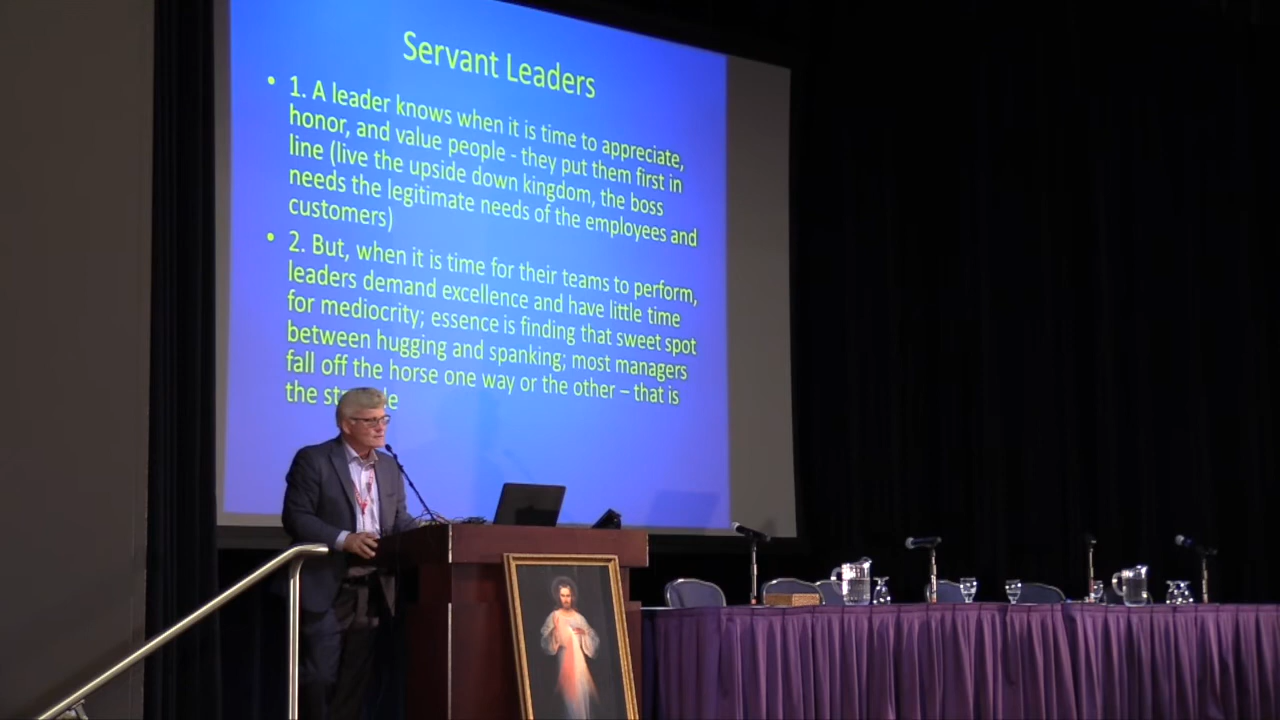 Servant Leaders
• 1. A leader knows when it is time to appreciate,
honor, and value people - they put them first in
line (live the upside down kingdom, the boss
needs the legitimate needs of the employees and
customers)
• 2. But, when it is time for their teams to perform,
leaders demand excellence and have little time
for mediocrity; essence is finding that sweet spot
between hugging and spanking; most managers
fall off the horse one way or the other – that is
the